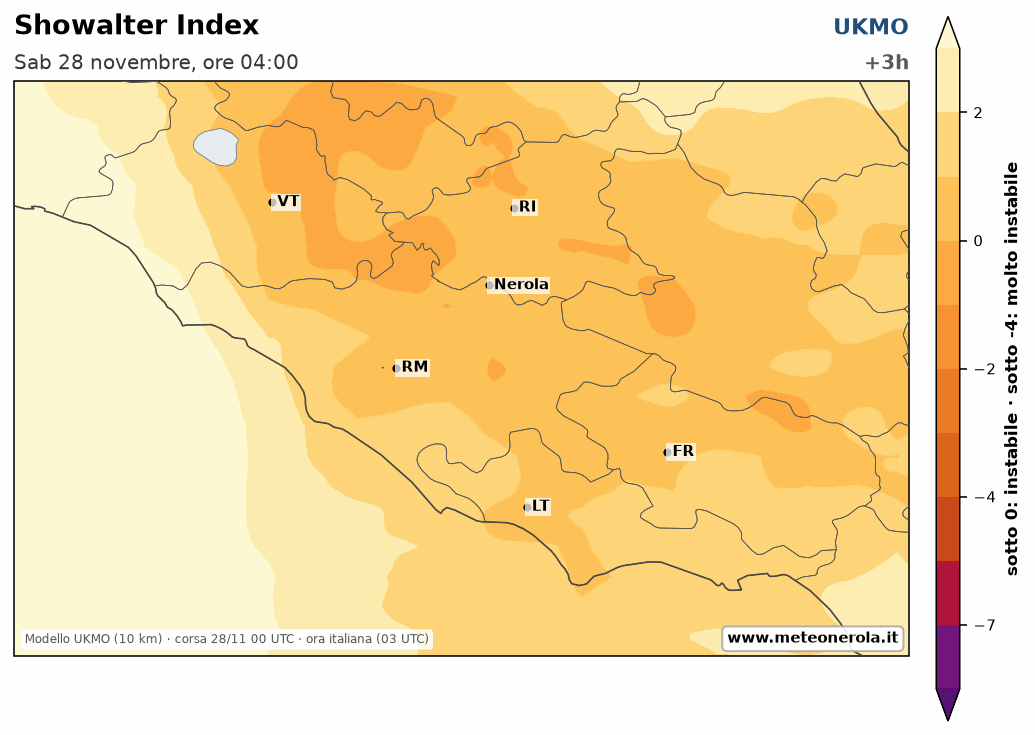 Showalter Index
UKMO
Sab 28 novembre, ore 04:00
+3h
VT
RI
Nerola
RM
FR
LT
Modello UKMO (10 km) · corsa 28/11 00 UTC · ora italiana (03 UTC)
www.meteonerola.it
2
0
−2
−4
−7
sotto 0: instabile · sotto -4: molto instabile